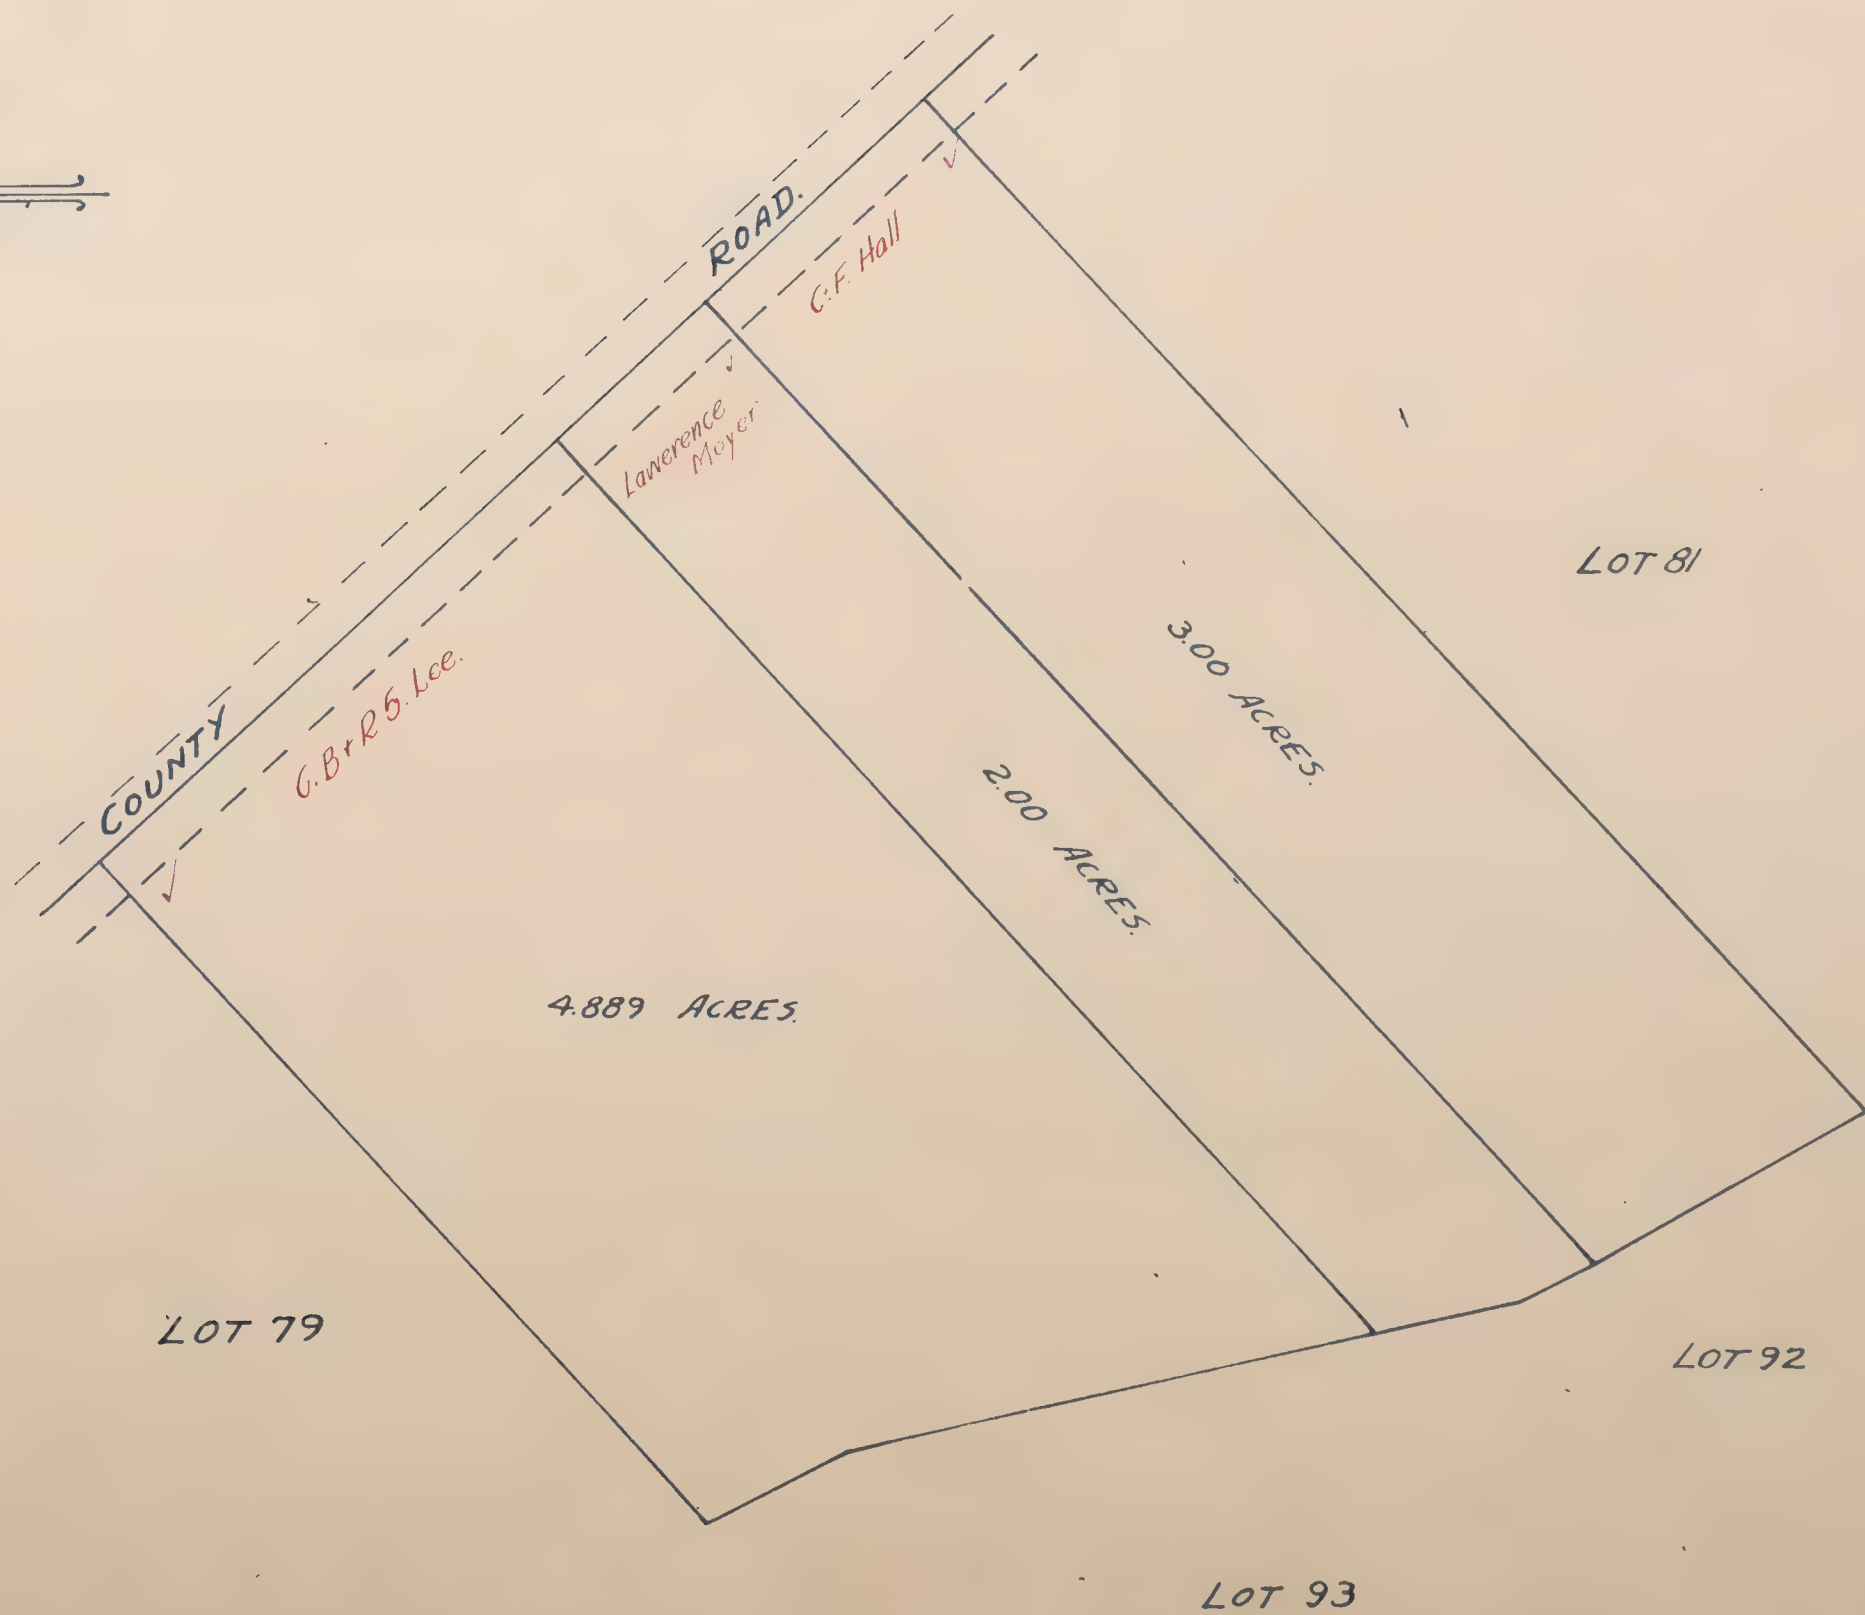 COUNTY ROAD.
C.F. Hall
Lawerence
Moyer
C.B + R S. Lee.
LOT 81
3.00 ACRES.
2.00 ACRES.
4.889 ACRES.
LOT 79
LOT 92
LOT 93